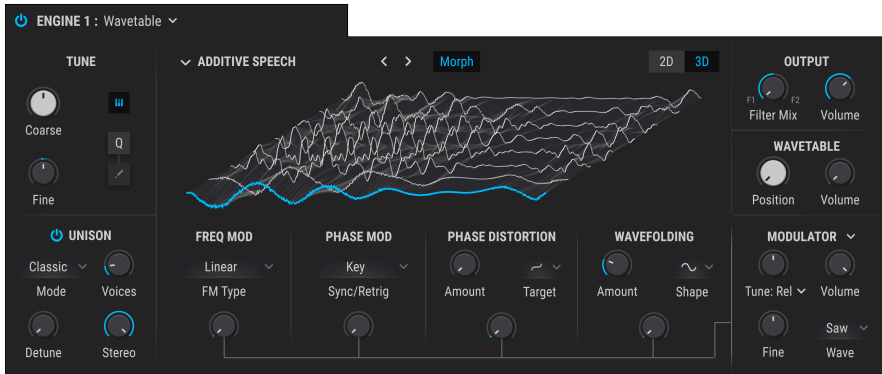 ENGINE 1 : Wavetable
TUNE
Coarse
Q
Fine
ADDITIVE SPEECH
< > Morph
2D 3D
OUTPUT
F1 F2
Filter Mix Volume
WAVETABLE
Position Volume
UNISON
Classic
Mode Voices
Detune Stereo
FREQ MOD
Linear
FM Type
PHASE MOD
Key
Sync/Retrig
PHASE DISTORTION
Amount Target
WAVEFOLDING
Amount Shape
MODULATOR
Tune: Rel Volume
Saw
Fine Wave